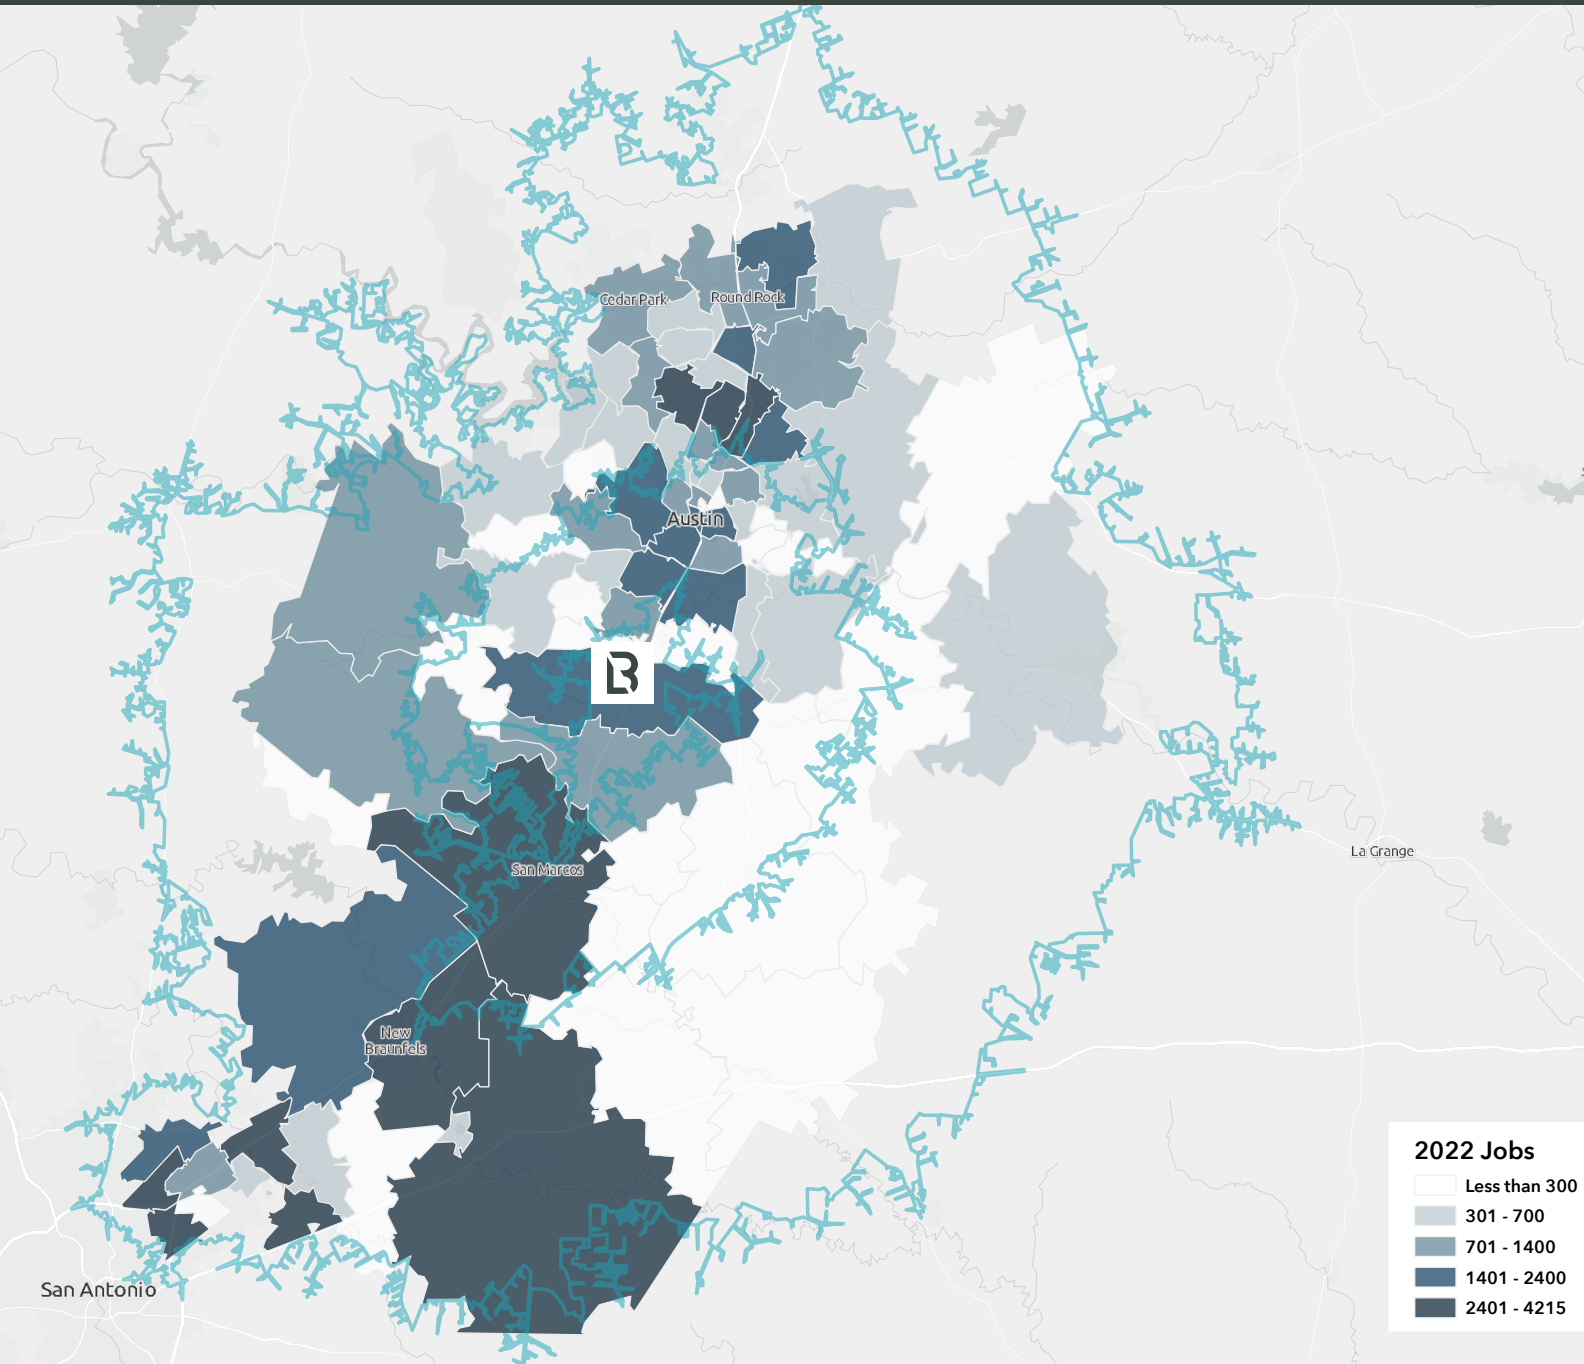 Cedar Park
Round Rock
Austin
San Marcos
La Grange
New
Braunfels
San Antonio
2022 Jobs
Less than 300
301 - 700
701 - 1400
1401 - 2400
2401 - 4215